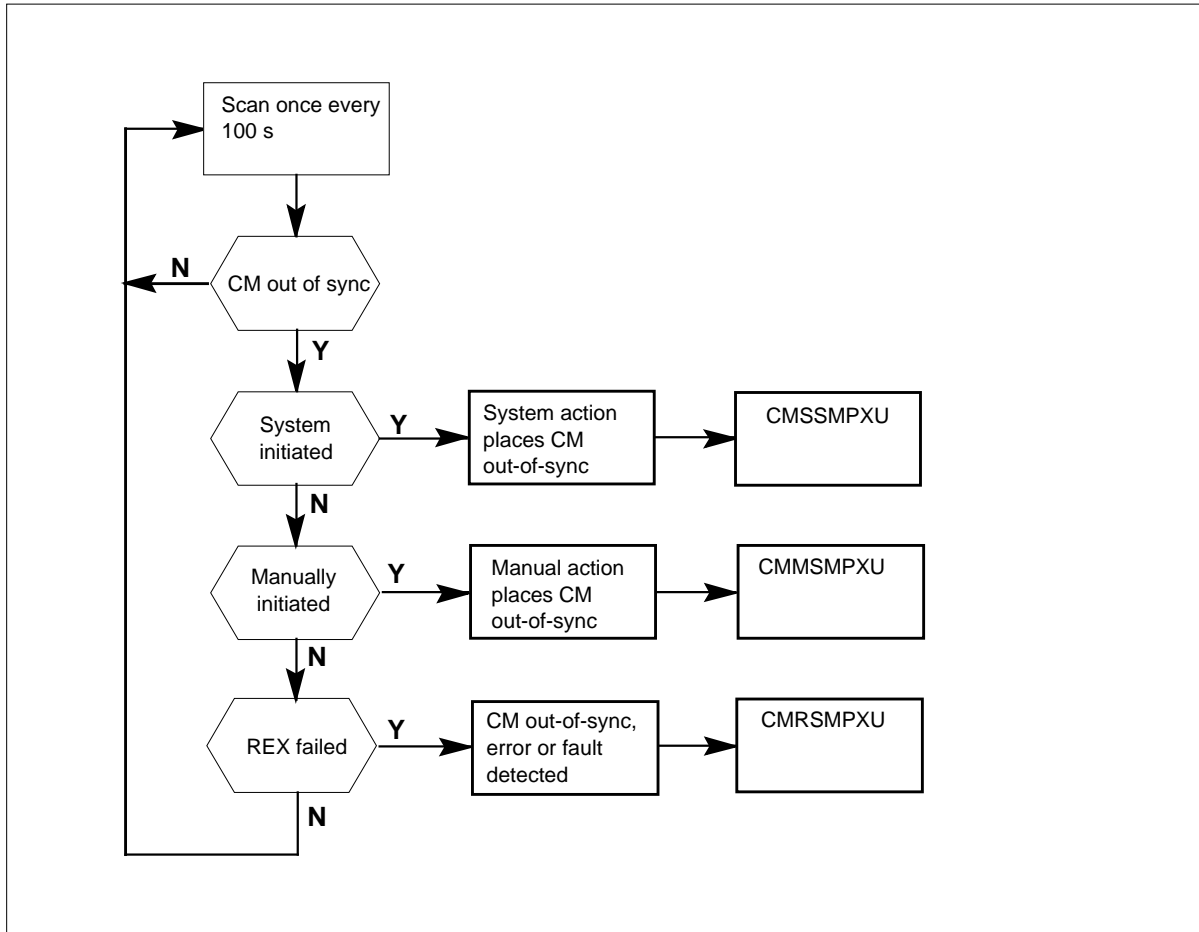 Scan once every
100 s
N
CM out of sync
Y
System
initiated
Y
System action
places CM
out-of-sync
CMSSMPXU
N
Manually
initiated
Y
Manual action
places CM
out-of-sync
CMMSMPXU
N
REX failed
Y
CM out-of-sync,
error or fault
detected
CMRSMPXU
N